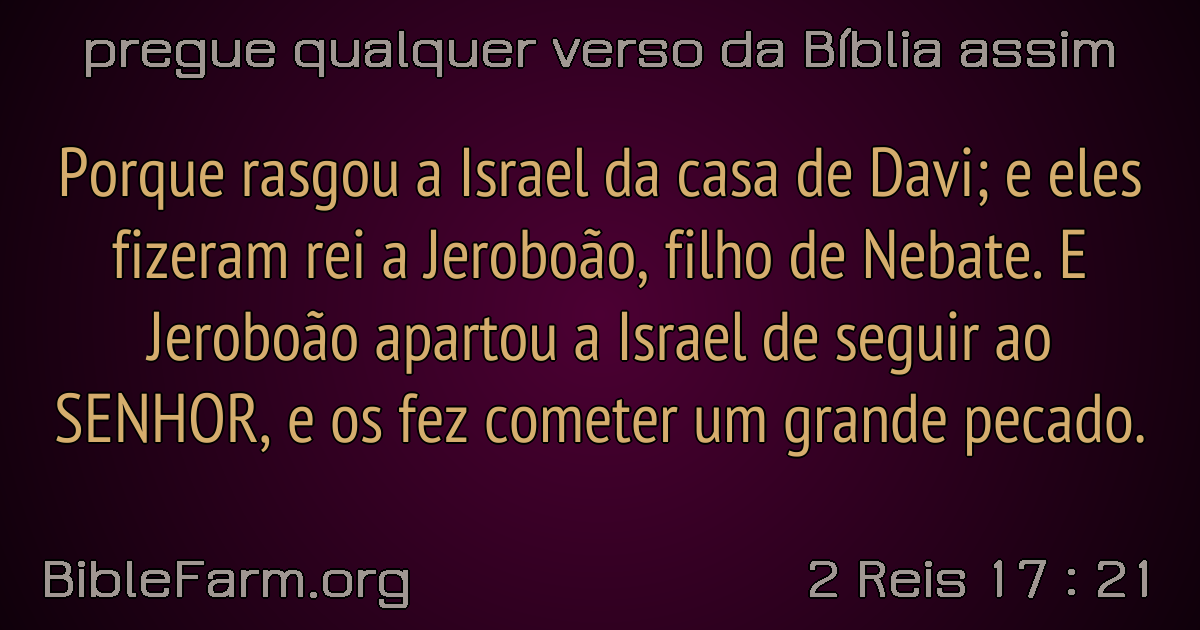 pregue qualquer verso da Bíblia assim
Porque rasgou a Israel da casa de Davi; e eles
fizeram rei a Jeroboão, filho de Nebate. E
Jeroboão apartou a Israel de seguir ao
SENHOR, e os fez cometer um grande pecado.
BibleFarm.org
2 Reis 17 : 21